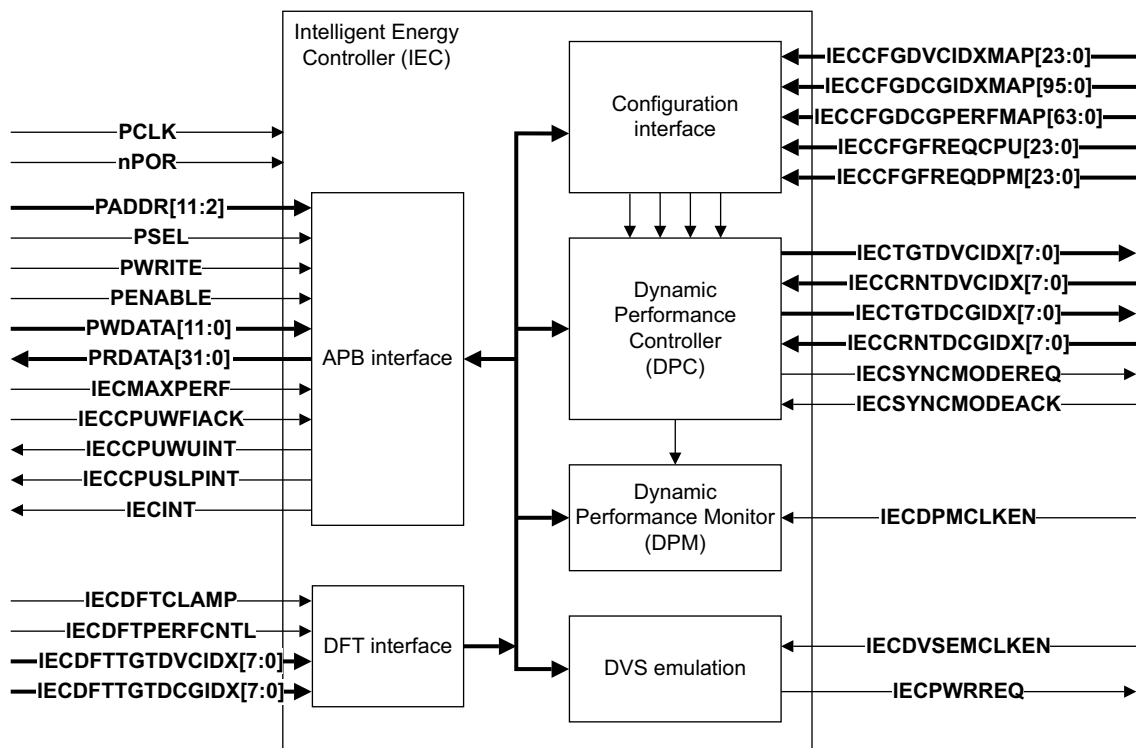 Intelligent Energy
Controller (IEC)
PCLK
nPOR
PADDR[11:2]
PSEL
PWRITE
PENABLE
PWDATA[11:0]
PRDATA[31:0]
IECMAXPERF
IECCPUWFIACK
IECCPUWUINT
IECCPUSLPINT
IECINT
APB interface
IECDFTCLAMP
IECDFTPERFCNTL
IECDFTTGTDVCIDX[7:0]
IECDFTTGTDCGIDX[7:0]
DFT interface
Configuration
interface
IECCFGDVCIDXMAP[23:0]
IECCFGDCGIDXMAP[95:0]
IECCFGDCGPERFMAP[63:0]
IECCFGFREQCPU[23:0]
IECCFGFREQDPM[23:0]
Dynamic
Performance
Controller
(DPC)
IECTGTDVCIDX[7:0]
IECCRNTDVCIDX[7:0]
IECTGTDCGIDX[7:0]
IECCRNTDCGIDX[7:0]
IECSYNCMODEREQ
IECSYNCMODEACK
Dynamic
Performance Monitor
(DPM)
IECDPMCLKEN
DVS emulation
IECDVSEMCLKEN
IECPWRREQ